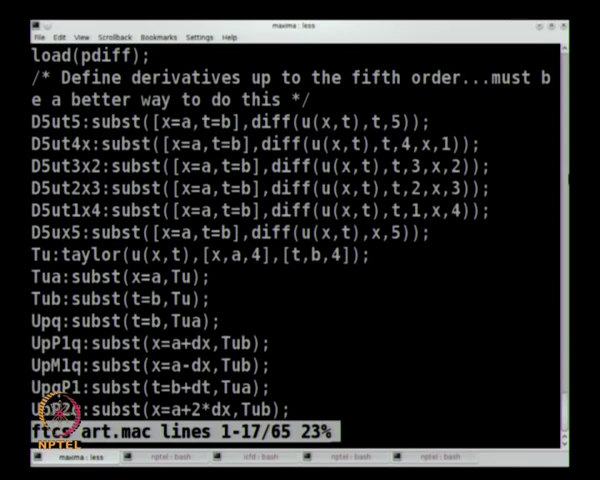 maxima : less
File Edit View Scrollback Bookmarks Settings Help
load(pdiff);
/* Define derivatives up to the fifth order...must b
e a better way to do this */
D5ut5:subst([x=a,t=b],diff(u(x,t),t,5));
D5ut4x:subst([x=a,t=b],diff(u(x,t),t,4,x,1));
D5ut3x2:subst([x=a,t=b],diff(u(x,t),t,3,x,2));
D5ut2x3:subst([x=a,t=b],diff(u(x,t),t,2,x,3));
D5ut1x4:subst([x=a,t=b],diff(u(x,t),t,1,x,4));
D5ux5:subst([x=a,t=b],diff(u(x,t),x,5));
Tu:taylor(u(x,t),[x,a,4],[t,b,4]);
Tua:subst(x=a,Tu);
Tub:subst(t=b,Tu);
Upq:subst(t=b,Tua);
UpP1q:subst(x=a+dx,Tub);
UpM1q:subst(x=a-dx,Tub);
UpqP1:subst(t=b+dt,Tua);
UpP2q:subst(x=a+2*dx,Tub);
ftcs_art.mac lines 1-17/65 23%
NPTEL
maxima : less nptel : bash cfd : bash nptel : bash nptel : bash